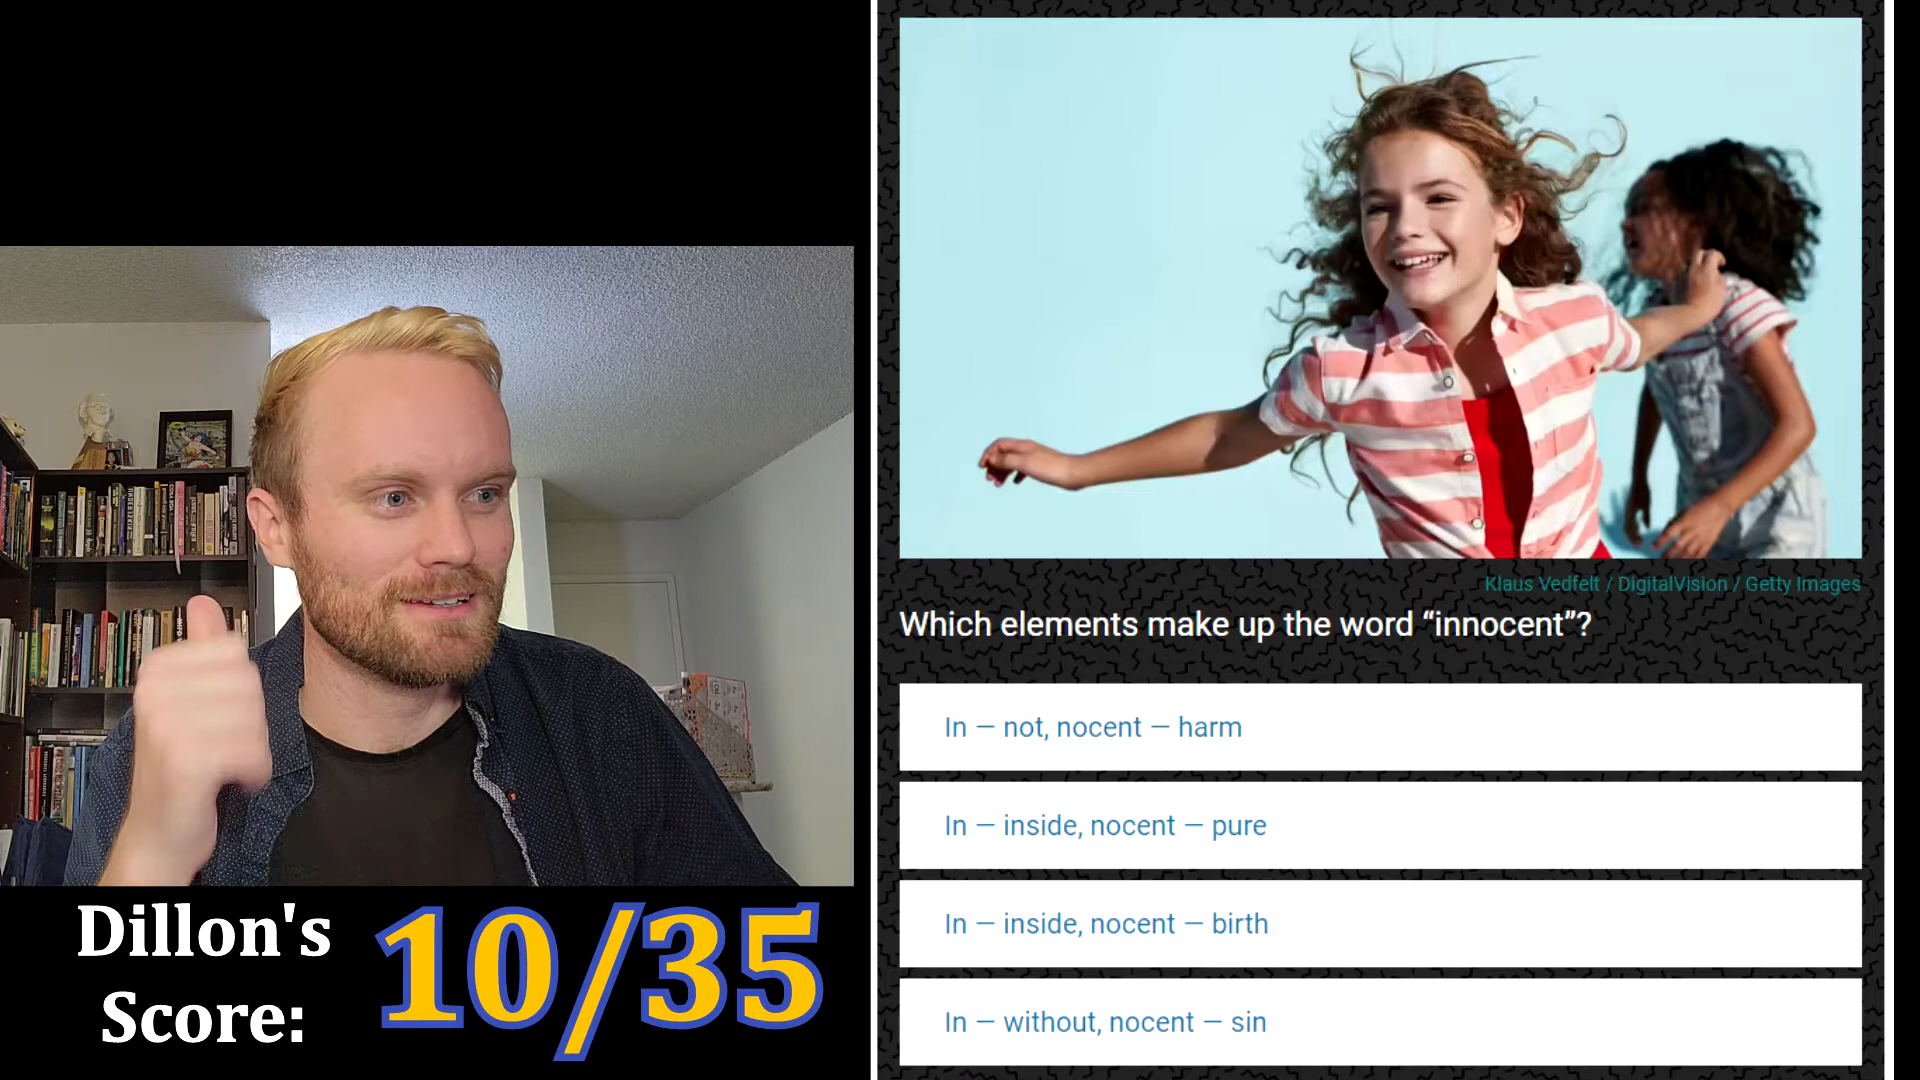 Dillon's
Score:
10/35
Klaus Vedfelt / DigitalVision / Getty Images
Which elements make up the word “innocent”?
In — not, nocent — harm
In — inside, nocent — pure
In — inside, nocent — birth
In — without, nocent — sin